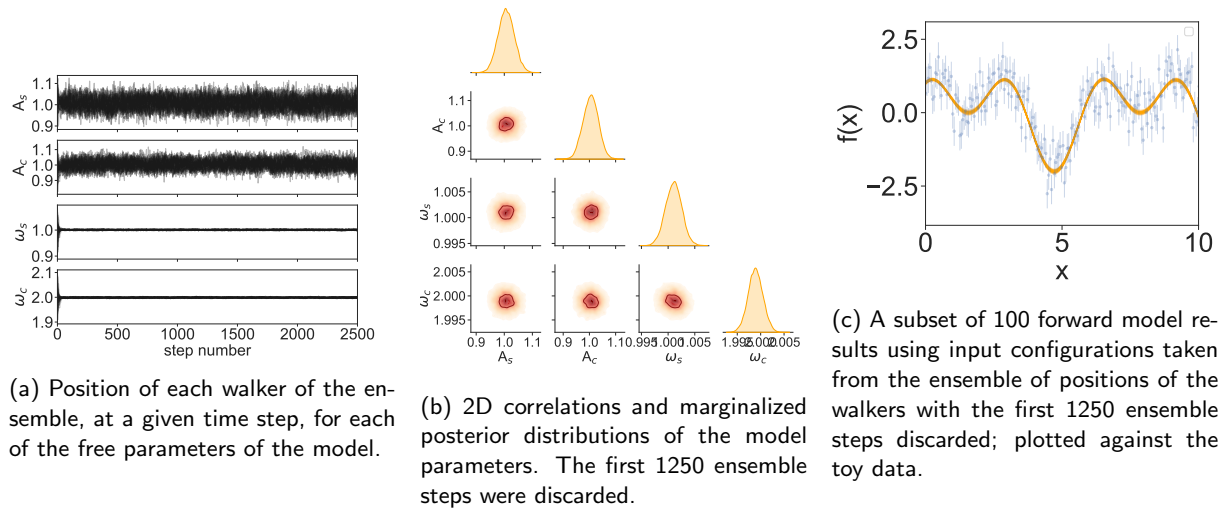 1.1
A_s
1.0
0.9
A_c
1.0
0.9
ω_s
1.0
0.9
2.1
ω_c
2.0
1.9
0 500 1000 1500 2000 2500
step number
(a) Position of each walker of the en-
semble, at a given time step, for each
of the free parameters of the model.
1.1
A_c
1.0
0.9
1.005
ω_s
1.000
0.995
ω_c
2.000
1.995
0.9 1.0 1.1 0.9 1.0 1.10 0.995 1.000 1.005 1.995 2.000 2.005
A_s A_c ω_s ω_c
(b) 2D correlations and marginalized
posterior distributions of the model
parameters. The first 1250 ensemble
steps were discarded.
2.5
f(x)
0.0
−2.5
0 5 10
x
(c) A subset of 100 forward model re-
sults using input configurations taken
from the ensemble of positions of the
walkers with the first 1250 ensemble
steps discarded; plotted against the
toy data.